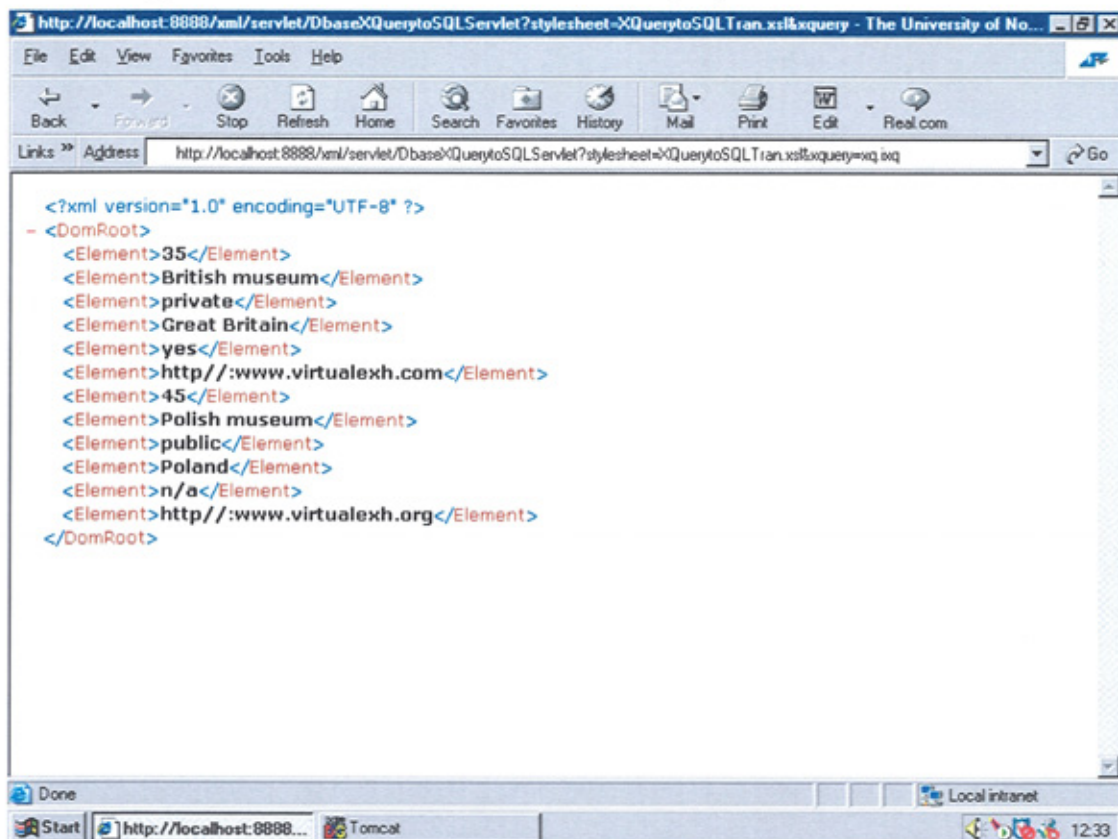 http://localhost:8888/xml/servlet/DbaseXQuerytoSQLServlet?stylesheet=XQuerytoSQLTran.xsl&xquery - The University of No...
File Edit View Favorites Tools Help
Back Forward Stop Refresh Home Search Favorites History Mail Print Edit Real.com
Links » Address http://localhost:8888/xml/servlet/DbaseXQuerytoSQLServlet?stylesheet=XQuerytoSQLTran.xsl&xquery=xq.ixq Go
<?xml version="1.0" encoding="UTF-8" ?>
- <DomRoot>
<Element>35</Element>
<Element>British museum</Element>
<Element>private</Element>
<Element>Great Britain</Element>
<Element>yes</Element>
<Element>http//:www.virtualexh.com</Element>
<Element>45</Element>
<Element>Polish museum</Element>
<Element>public</Element>
<Element>Poland</Element>
<Element>n/a</Element>
<Element>http//:www.virtualexh.org</Element>
</DomRoot>
Done Local intranet
Start http://localhost:8888... Tomcat 12:39